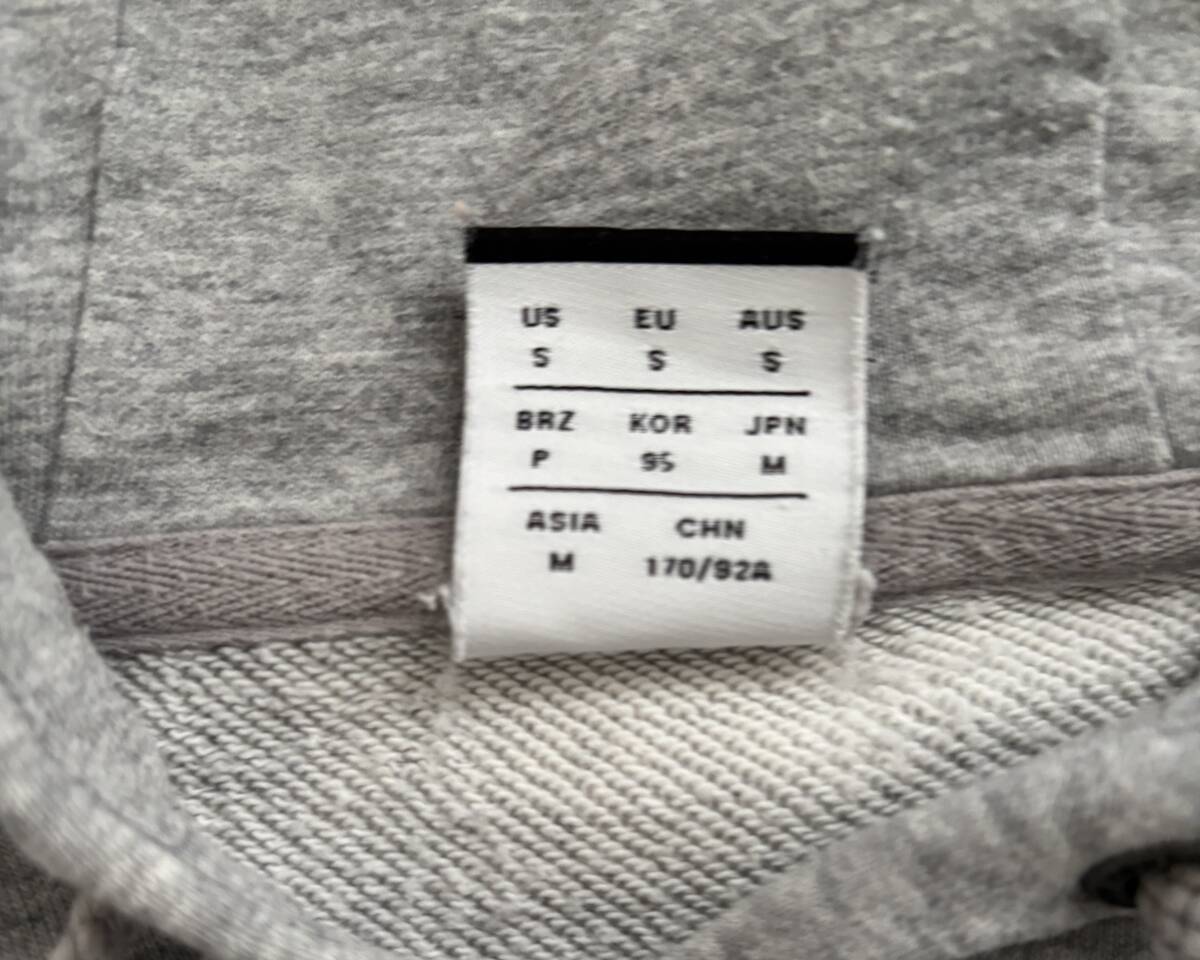 US EU AUS
S S S
BRZ KOR JPN
P 95 M
ASIA CHN
M 170/92A